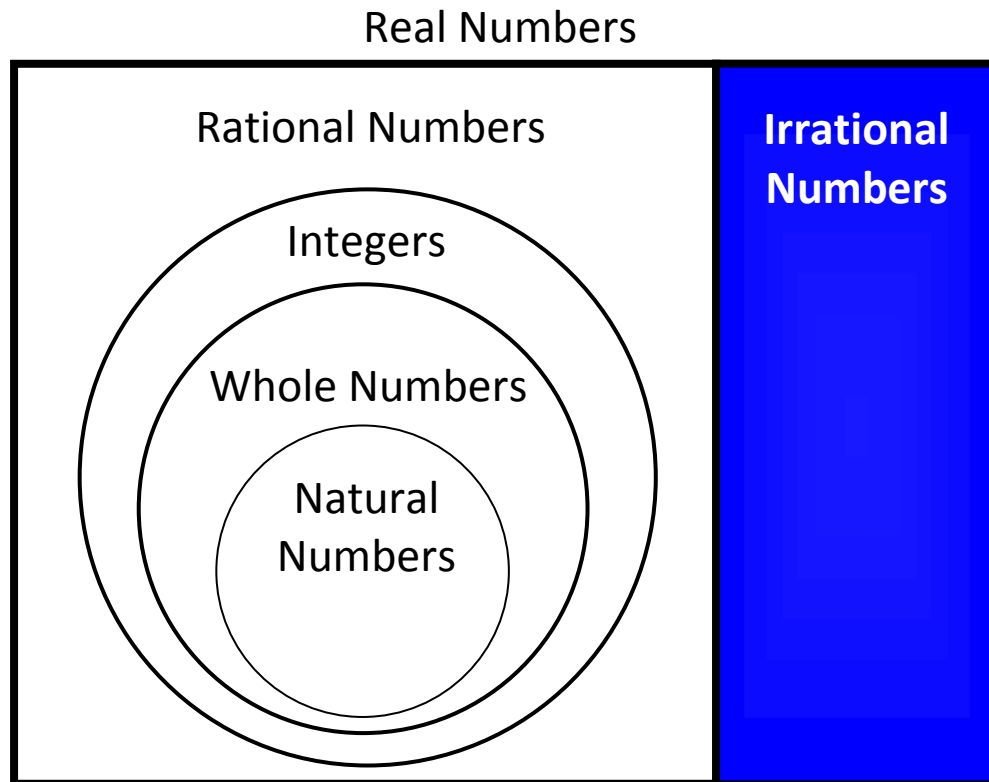 Real Numbers
Rational Numbers
Irrational
Numbers
Integers
Whole Numbers
Natural
Numbers